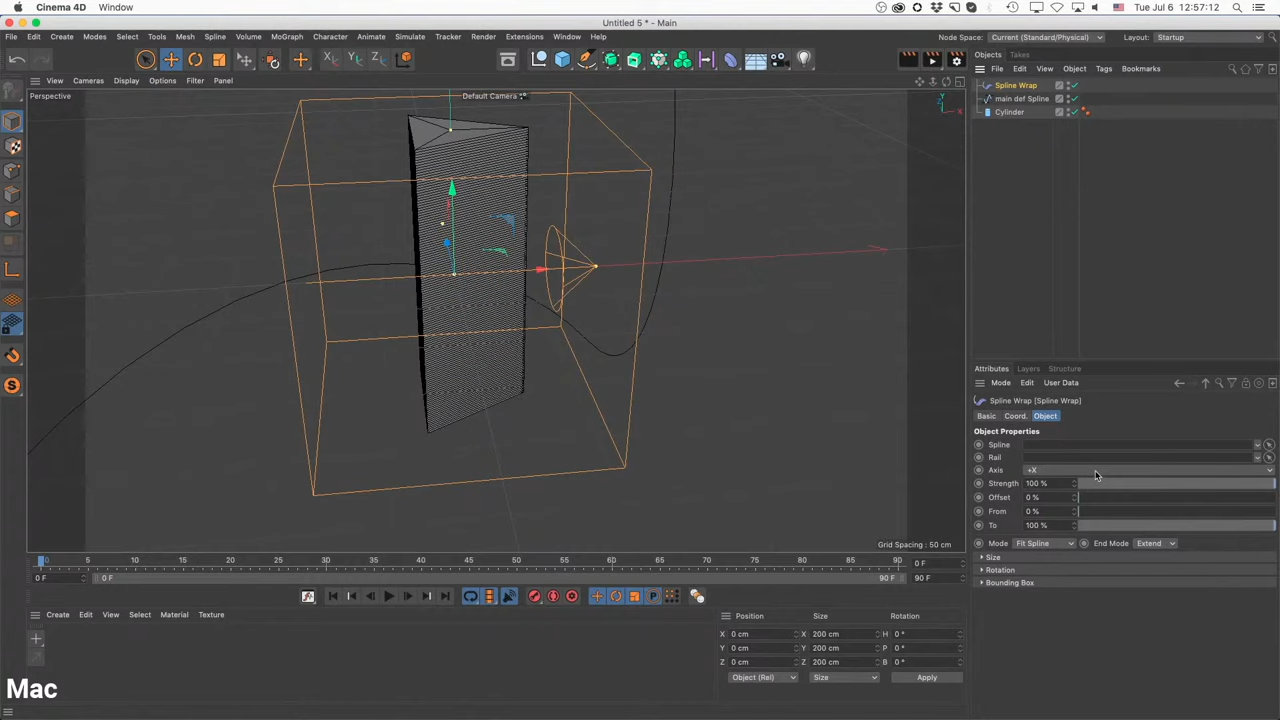 Cinema 4D Window Tue Jul 6 12:57:12
Untitled 5 * - Main
File Edit Create Modes Select Tools Mesh Spline Volume MoGraph Character Animate Simulate Tracker Render Extensions Window Help Node Space: Current (Standard/Physical) Layout: Startup
X Y Z
View Cameras Display Options Filter Panel
Perspective
Default Camera
Y
X
Grid Spacing : 50 cm
Objects Takes
File Edit View Object Tags Bookmarks
Spline Wrap
main def Spline
Cylinder
Attributes Layers Structure
Mode Edit User Data
Spline Wrap [Spline Wrap]
Basic Coord. Object
Object Properties
Spline
Rail
Axis +X
Strength 100 %
Offset 0 %
From 0 %
To 100 %
Mode Fit Spline End Mode Extend
Size
Rotation
Bounding Box
0 5 10 15 20 25 30 35 40 45 50 55 60 65 70 75 80 85 90 0 F
0 F 0 F 90 F 90 F
Create Edit View Select Material Texture
Position Size Rotation
X 0 cm X 200 cm H 0 °
Y 0 cm Y 200 cm P 0 °
Z 0 cm Z 200 cm B 0 °
Object (Rel) Size Apply
Mac